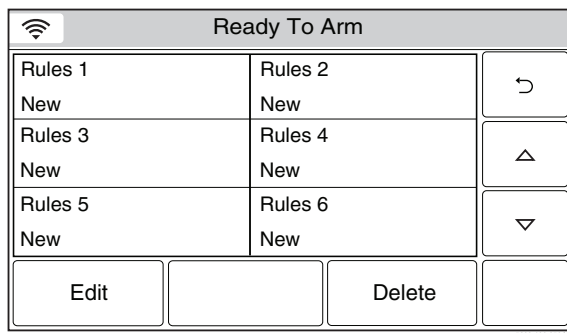 Ready To Arm
Rules 1
Rules 2
New
New
Rules 3
Rules 4
New
New
Rules 5
Rules 6
New
New
Edit
Delete